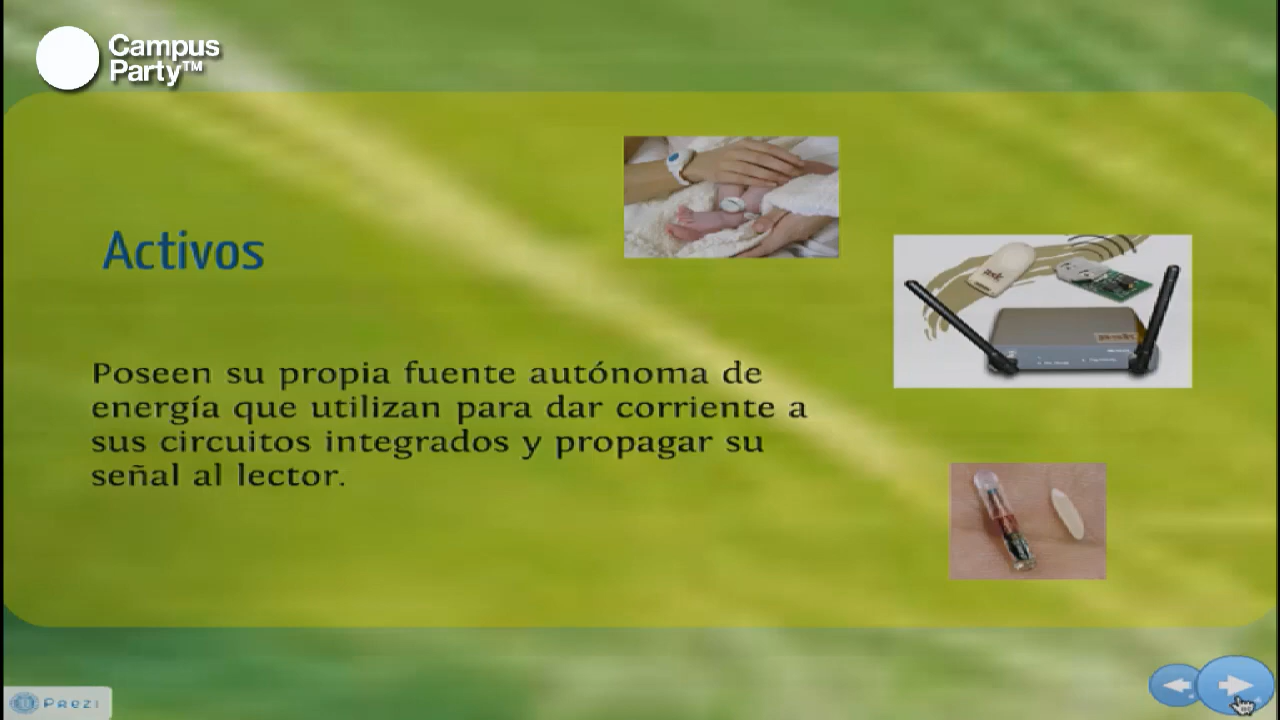 Campus
Party™
Activos
Poseen su propia fuente autónoma de
energía que utilizan para dar corriente a
sus circuitos integrados y propagar su
señal al lector.
Prezi